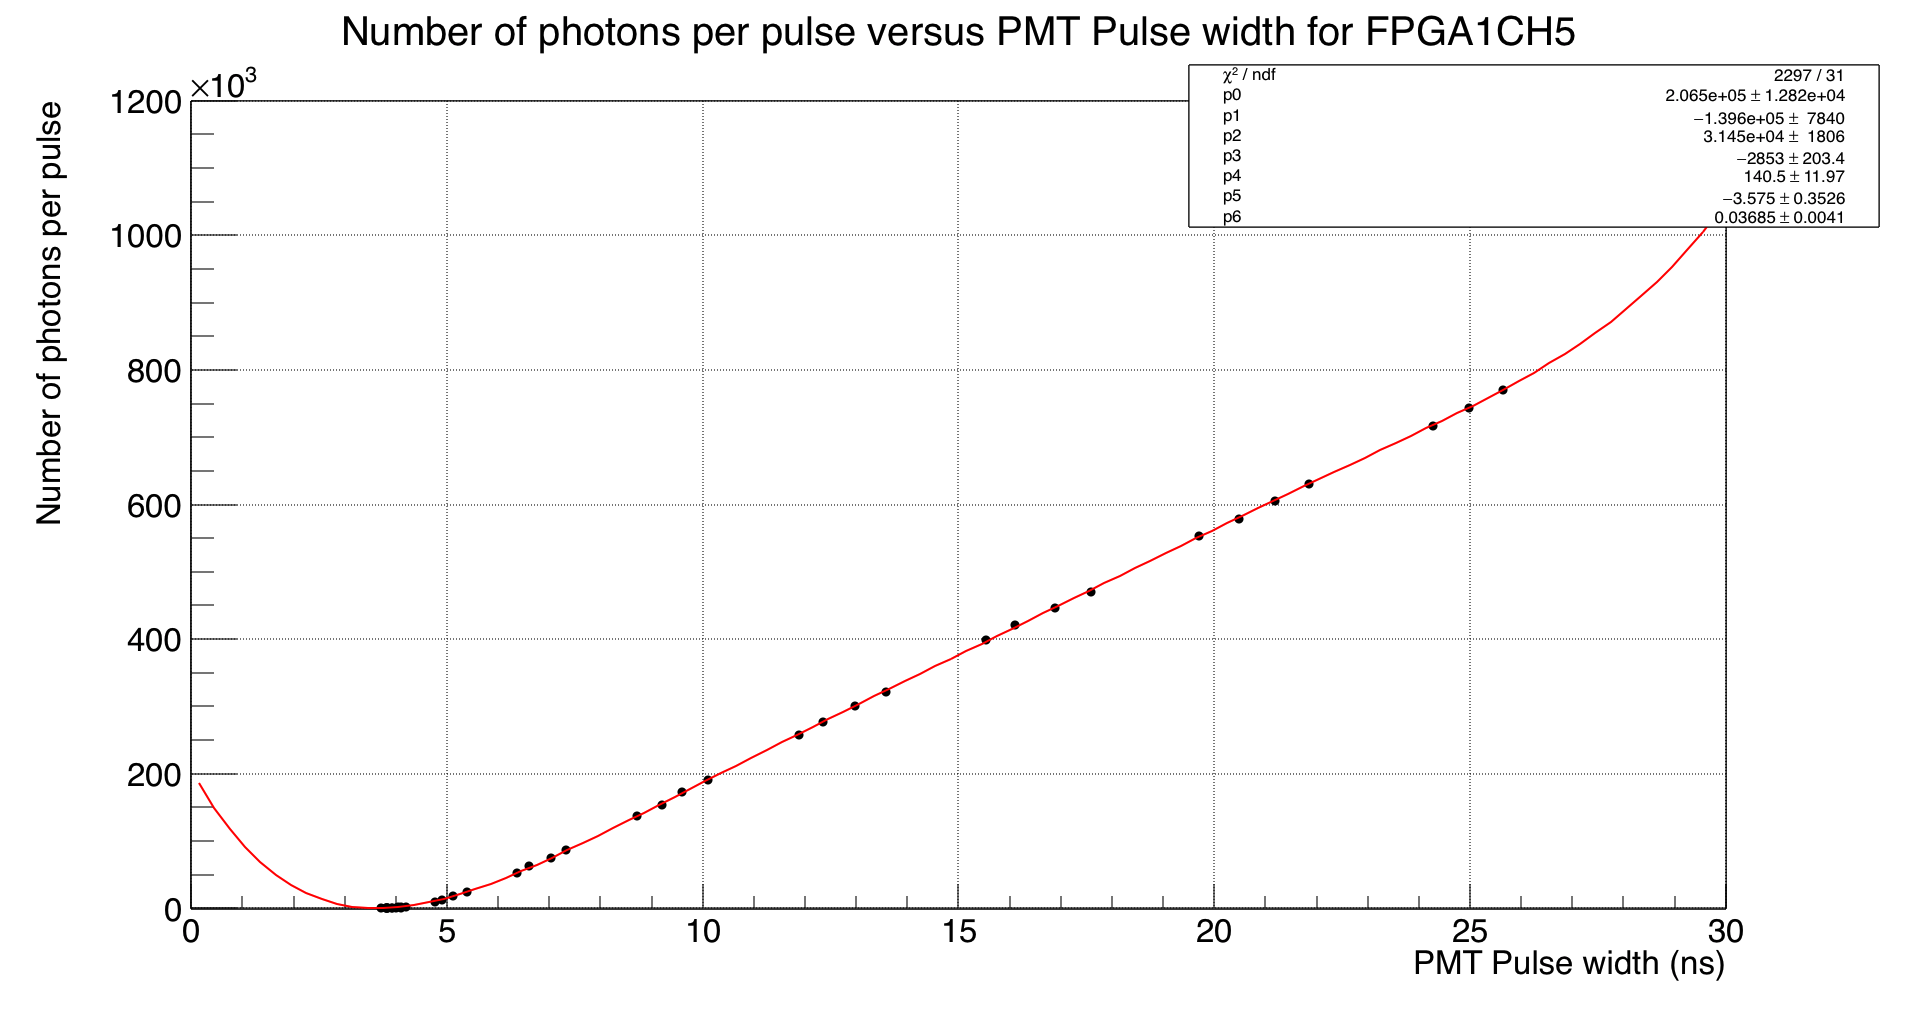 Number of photons per pulse versus PMT Pulse width for FPGA1CH5
×10³
χ² / ndf 2297 / 31
p0 2.065e+05 ± 1.282e+04
p1 −1.396e+05 ± 7840
p2 3.145e+04 ± 1806
p3 −2853 ± 203.4
p4 140.5 ± 11.97
p5 −3.575 ± 0.3526
p6 0.03685 ± 0.0041
Number of photons per pulse
1200
1000
800
600
400
200
0
0 5 10 15 20 25 30
PMT Pulse width (ns)